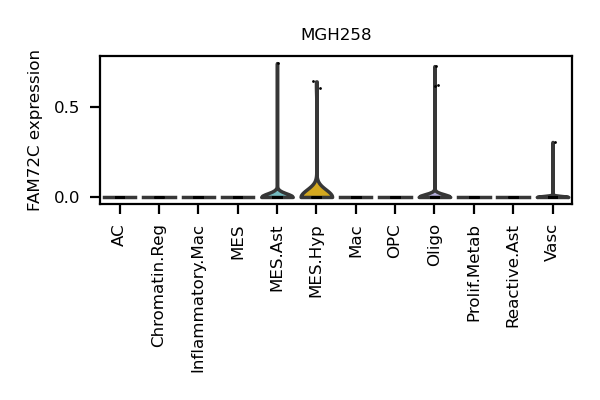 MGH258
FAM72C expression
0.5
0.0
AC
Chromatin.Reg
Inflammatory.Mac
MES
MES.Ast
MES.Hyp
Mac
OPC
Oligo
Prolif.Metab
Reactive.Ast
Vasc